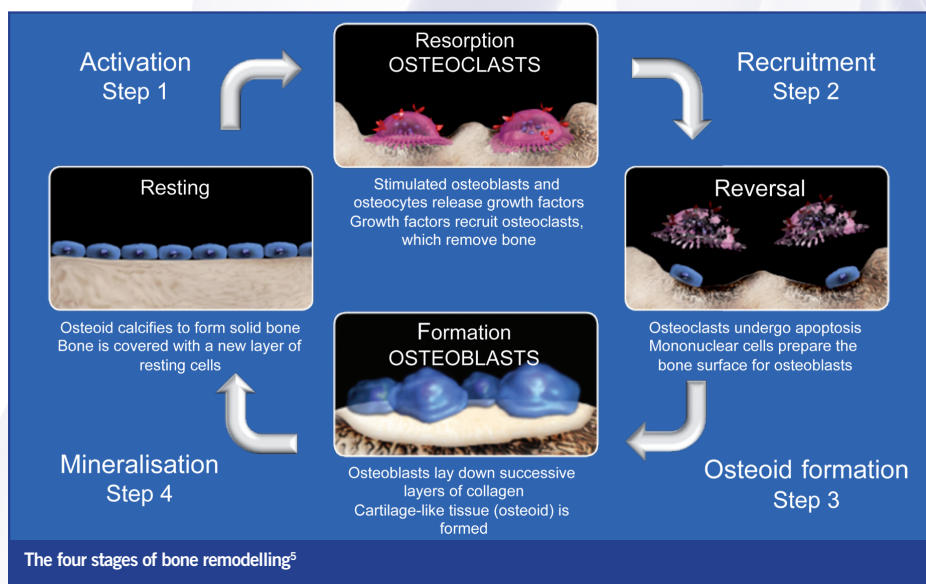 Activation
Step 1
Resorption
OSTEOCLASTS
Stimulated osteoblasts and
osteocytes release growth factors
Growth factors recruit osteoclasts,
which remove bone
Recruitment
Step 2
Reversal
Osteoclasts undergo apoptosis
Mononuclear cells prepare the
bone surface for osteoblasts
Osteoid formation
Step 3
Formation
OSTEOBLASTS
Osteoblasts lay down successive
layers of collagen
Cartilage-like tissue (osteoid) is
formed
Mineralisation
Step 4
Resting
Osteoid calcifies to form solid bone
Bone is covered with a new layer of
resting cells
The four stages of bone remodelling⁵